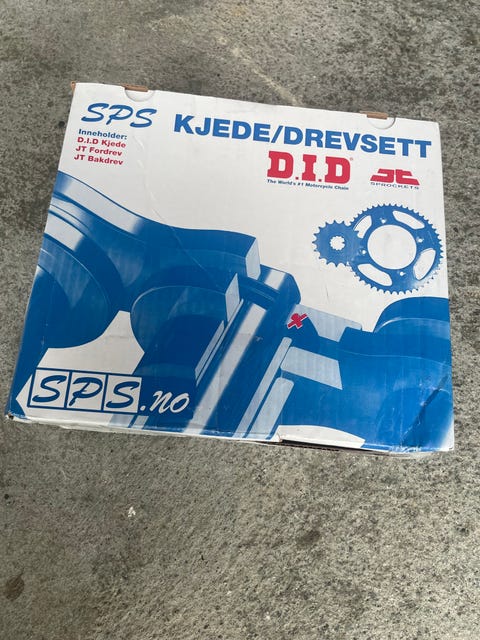 SPS
KJEDE/DREVSETT
Inneholder:
D.I.D Kjede
JT Fordrev
JT Bakdrev
D.I.D®
The World's #1 Motorcycle Chain
JT
SPROCKETS
SPS.no